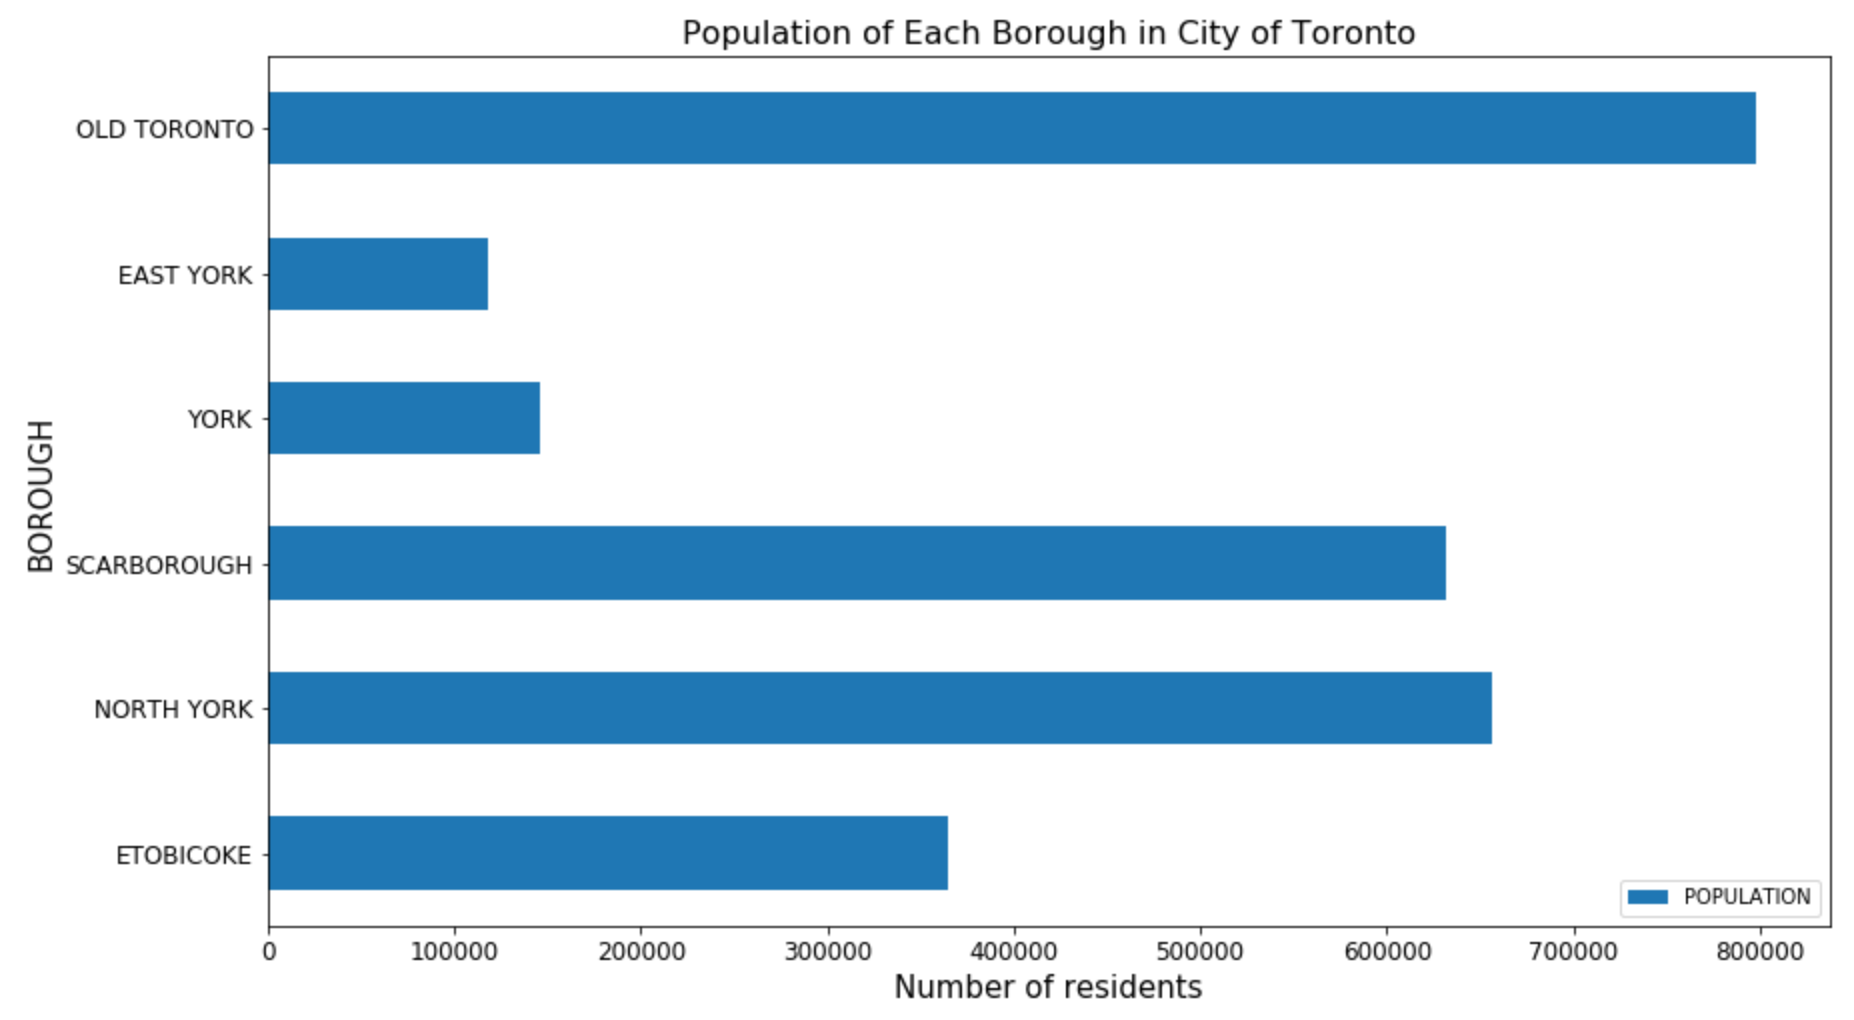 Population of Each Borough in City of Toronto
OLD TORONTO
EAST YORK
YORK
SCARBOROUGH
NORTH YORK
ETOBICOKE
BOROUGH
POPULATION
0 100000 200000 300000 400000 500000 600000 700000 800000
Number of residents